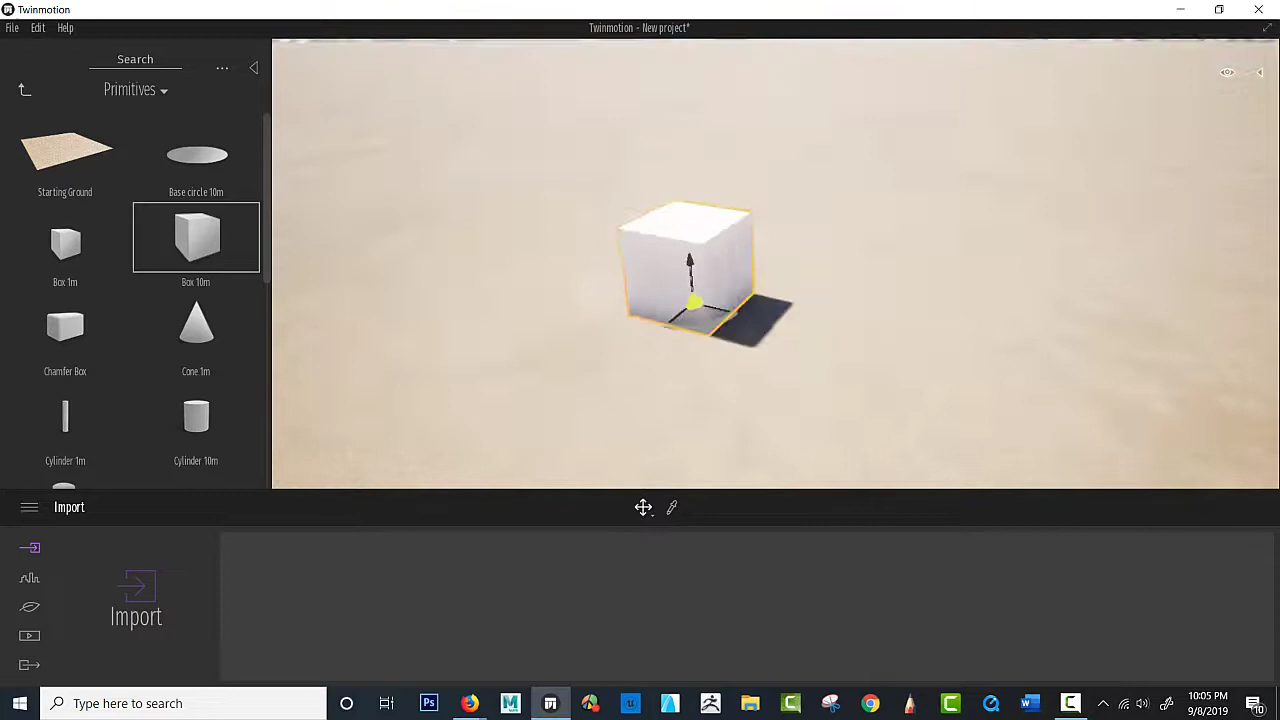 Twinmotion
File Edit Help
Twinmotion - New project*
Search
...
Primitives
Starting Ground
Base circle 10m
Box 1m
Box 10m
Chamfer Box
Cone 1m
Cylinder 1m
Cylinder 10m
Import
Import
Type here to search
Ps
M
W
10:05 PM
9/8/2019